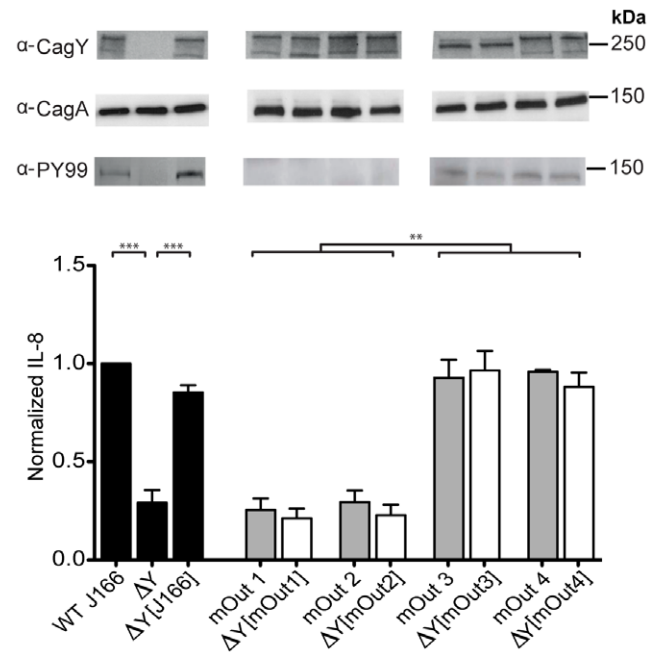 kDa
α-CagY
250
α-CagA
150
α-PY99
150
*** *** **
Normalized IL-8
1.5
1.0
0.5
0.0
WT J166
ΔY
ΔY[J166]
mOut 1
ΔY[mOut1]
mOut 2
ΔY[mOut2]
mOut 3
ΔY[mOut3]
mOut 4
ΔY[mOut4]